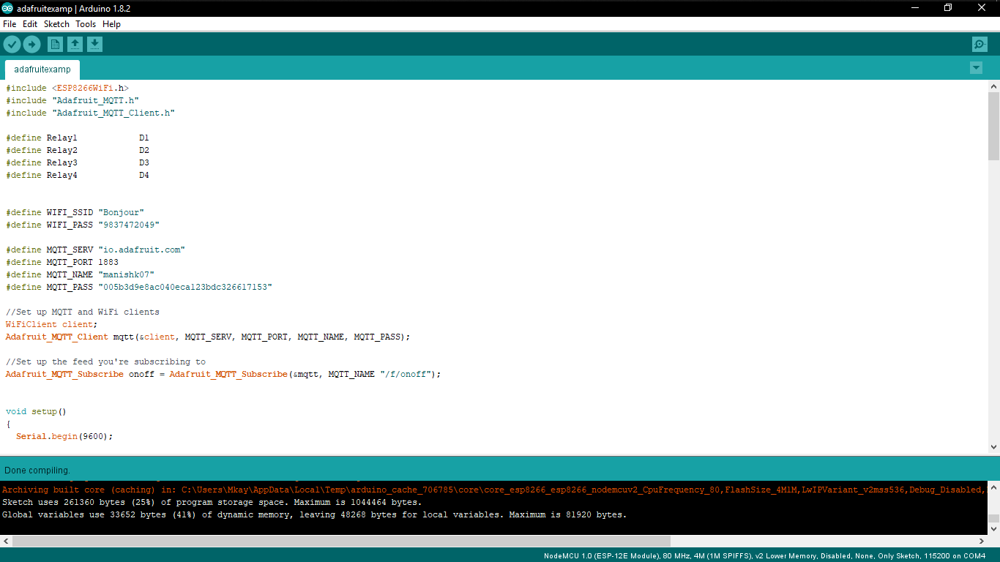 adafruitexamp | Arduino 1.8.2
File Edit Sketch Tools Help
adafruitexamp
#include <ESP8266WiFi.h>
#include "Adafruit_MQTT.h"
#include "Adafruit_MQTT_Client.h"
#define Relay1 D1
#define Relay2 D2
#define Relay3 D3
#define Relay4 D4
#define WIFI_SSID "Bonjour"
#define WIFI_PASS "9837472049"
#define MQTT_SERV "io.adafruit.com"
#define MQTT_PORT 1883
#define MQTT_NAME "manishk07"
#define MQTT_PASS "005b3d9e8ac040eca123bdc326617153"
//Set up MQTT and WiFi clients
WiFiClient client;
Adafruit_MQTT_Client mqtt(&client, MQTT_SERV, MQTT_PORT, MQTT_NAME, MQTT_PASS);
//Set up the feed you're subscribing to
Adafruit_MQTT_Subscribe onoff = Adafruit_MQTT_Subscribe(&mqtt, MQTT_NAME "/f/onoff");
void setup()
{
Serial.begin(9600);
Done compiling.
Archiving built core (caching) in: C:\Users\Mkay\AppData\Local\Temp\arduino_cache_706785\core\core_esp8266_esp8266_nodemcuv2_CpuFrequency_80,FlashSize_4M1M,LwIPVariant_v2mss536,Debug_Disabled,
Sketch uses 261360 bytes (25%) of program storage space. Maximum is 1044464 bytes.
Global variables use 33652 bytes (41%) of dynamic memory, leaving 48268 bytes for local variables. Maximum is 81920 bytes.
NodeMCU 1.0 (ESP-12E Module), 80 MHz, 4M (1M SPIFFS), v2 Lower Memory, Disabled, None, Only Sketch, 115200 on COM4